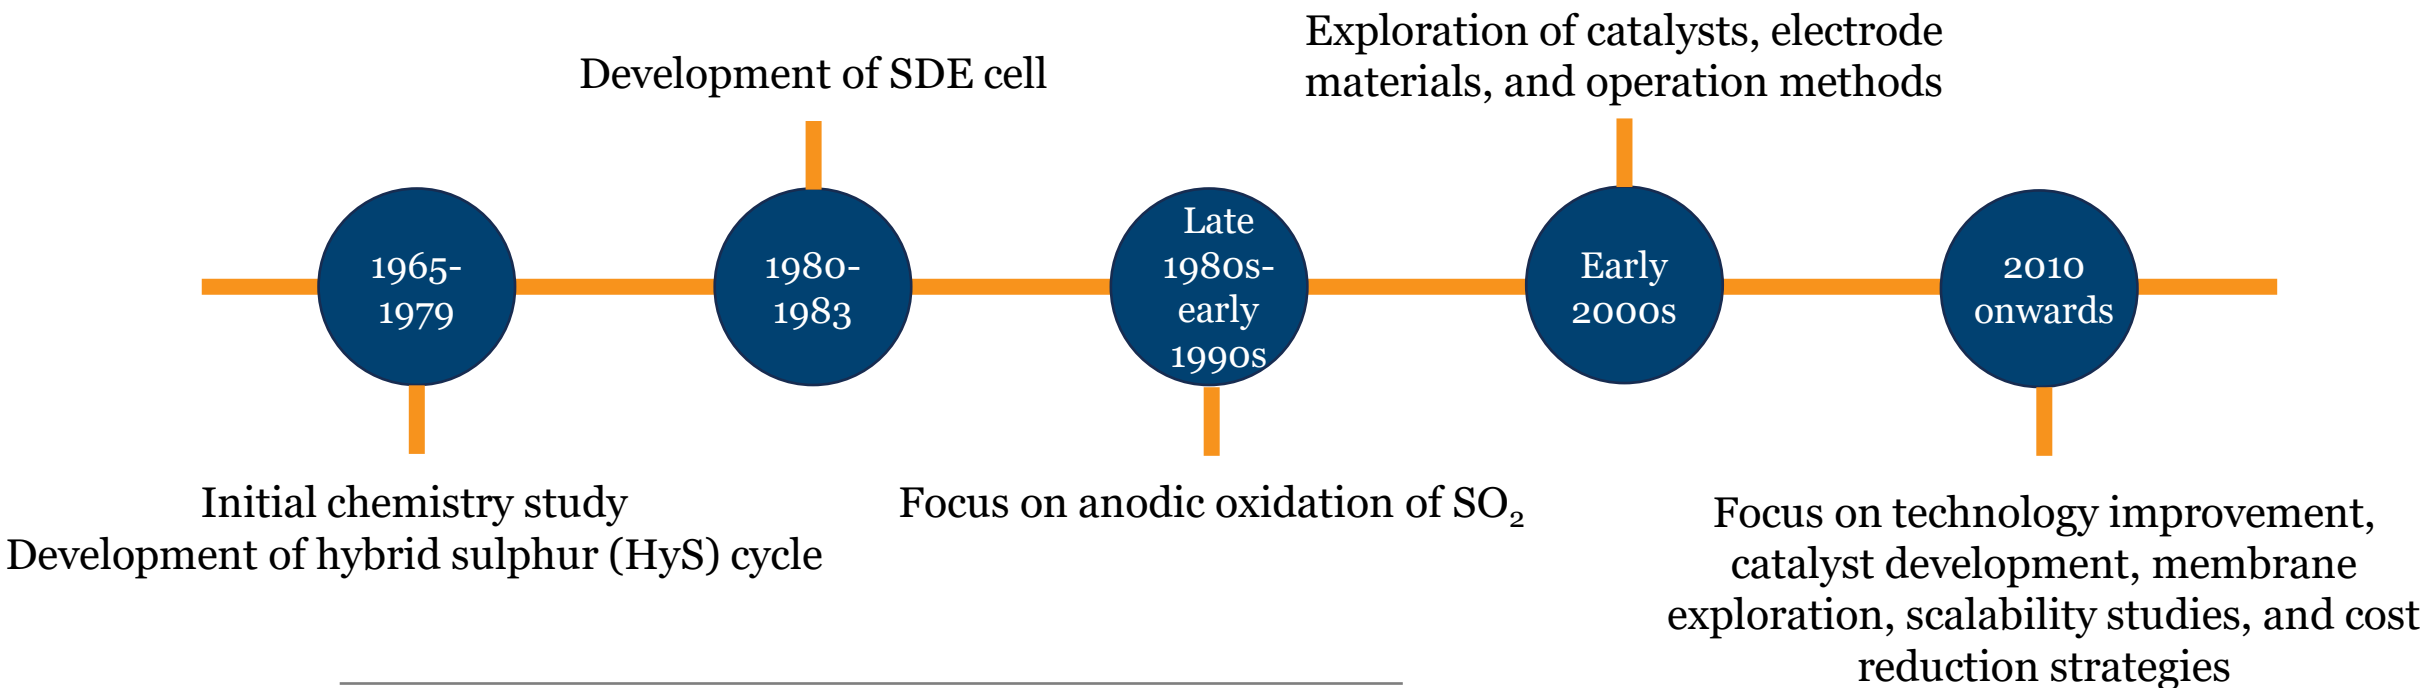 Exploration of catalysts, electrode
materials, and operation methods
Development of SDE cell
1965-
1979
1980-
1983
Late
1980s-
early
1990s
Early
2000s
2010
onwards
Initial chemistry study
Development of hybrid sulphur (HyS) cycle
Focus on anodic oxidation of SO₂
Focus on technology improvement,
catalyst development, membrane
exploration, scalability studies, and cost
reduction strategies